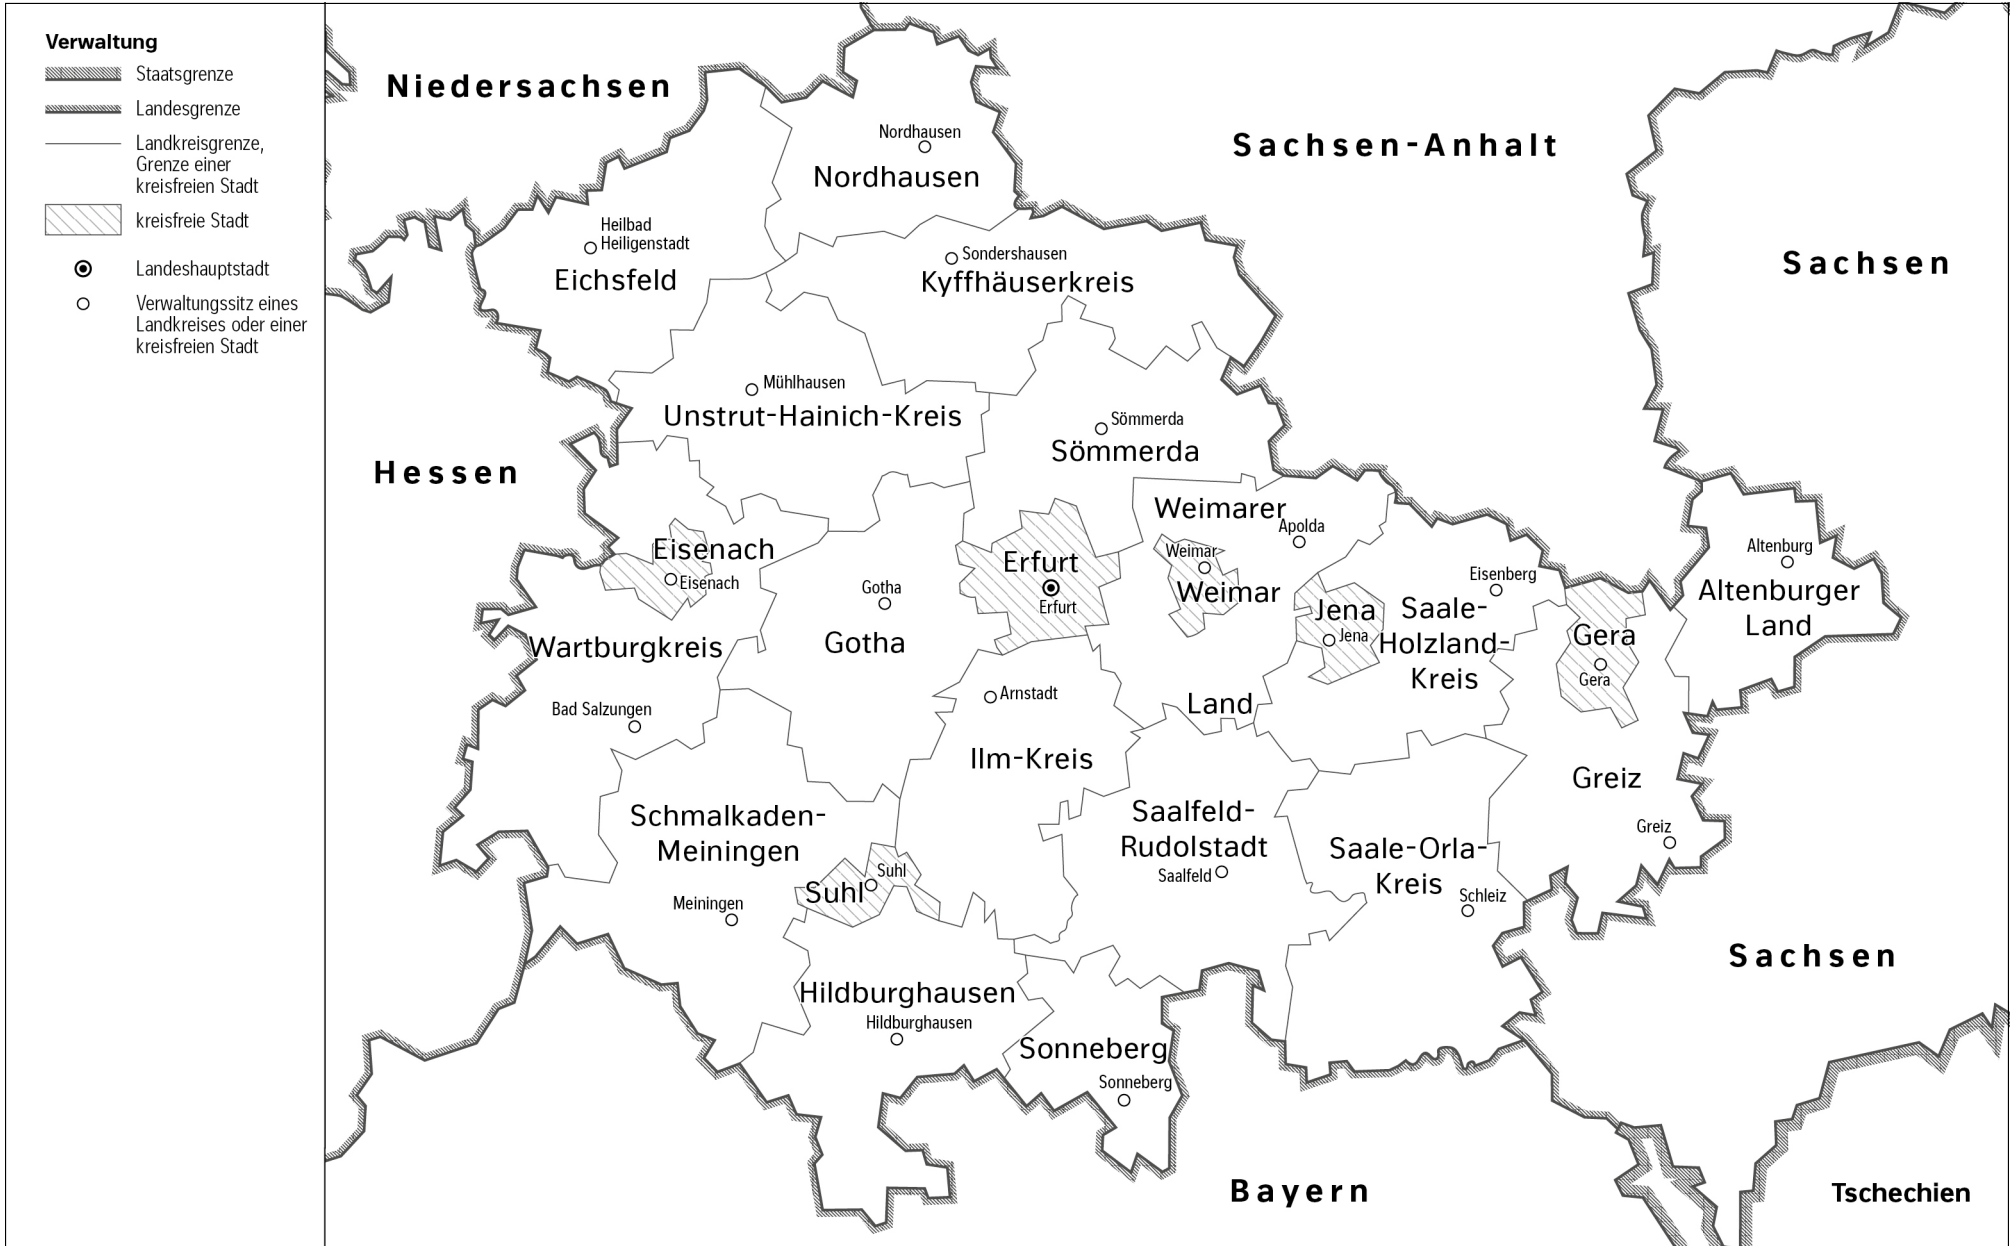 Verwaltung
Staatsgrenze
Landesgrenze
Landkreisgrenze,
Grenze einer
kreisfreien Stadt
kreisfreie Stadt
Landeshauptstadt
Verwaltungssitz eines
Landkreises oder einer
kreisfreien Stadt
Niedersachsen
Sachsen-Anhalt
Sachsen
Hessen
Nordhausen
Nordhausen
Heilbad
Heiligenstadt
Eichsfeld
Sondershausen
Kyffhäuserkreis
Mühlhausen
Unstrut-Hainich-Kreis
Sömmerda
Sömmerda
Weimarer
Apolda
Land
Eisenach
Eisenach
Wartburgkreis
Bad Salzungen
Gotha
Gotha
Erfurt
Erfurt
Weimar
Weimar
Jena
Jena
Eisenberg
Saale-
Holzland-
Kreis
Gera
Gera
Altenburg
Altenburger
Land
Arnstadt
Ilm-Kreis
Greiz
Greiz
Schmalkaden-
Meiningen
Meiningen
Suhl
Suhl
Saalfeld-
Rudolstadt
Saalfeld
Saale-Orla-
Kreis
Schleiz
Hildburghausen
Hildburghausen
Sonneberg
Sonneberg
Sachsen
Bayern
Tschechien